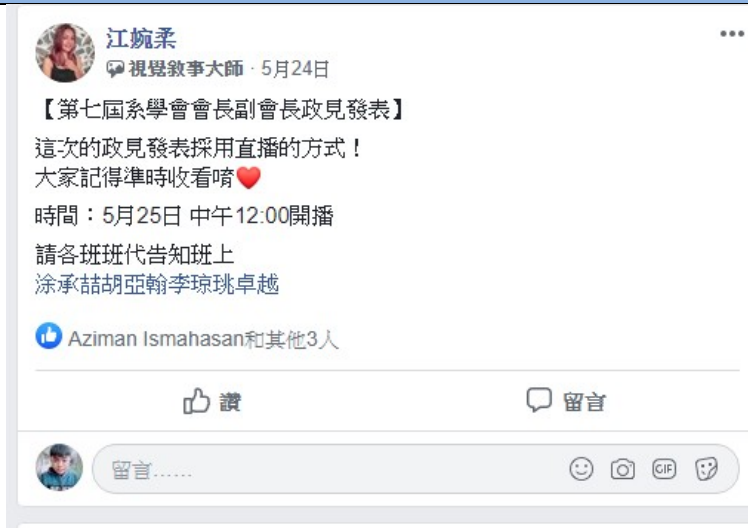 江婉柔
視覺敘事大師 · 5月24日
【第七屆系學會會長副會長政見發表】
這次的政見發表採用直播的方式！
大家記得準時收看唷❤
時間：5月25日 中午12:00開播
請各班班代告知班上
涂承喆胡亞翰李琼珧卓越
Aziman Ismahasan和其他3人
讚 留言
留言......
GIF